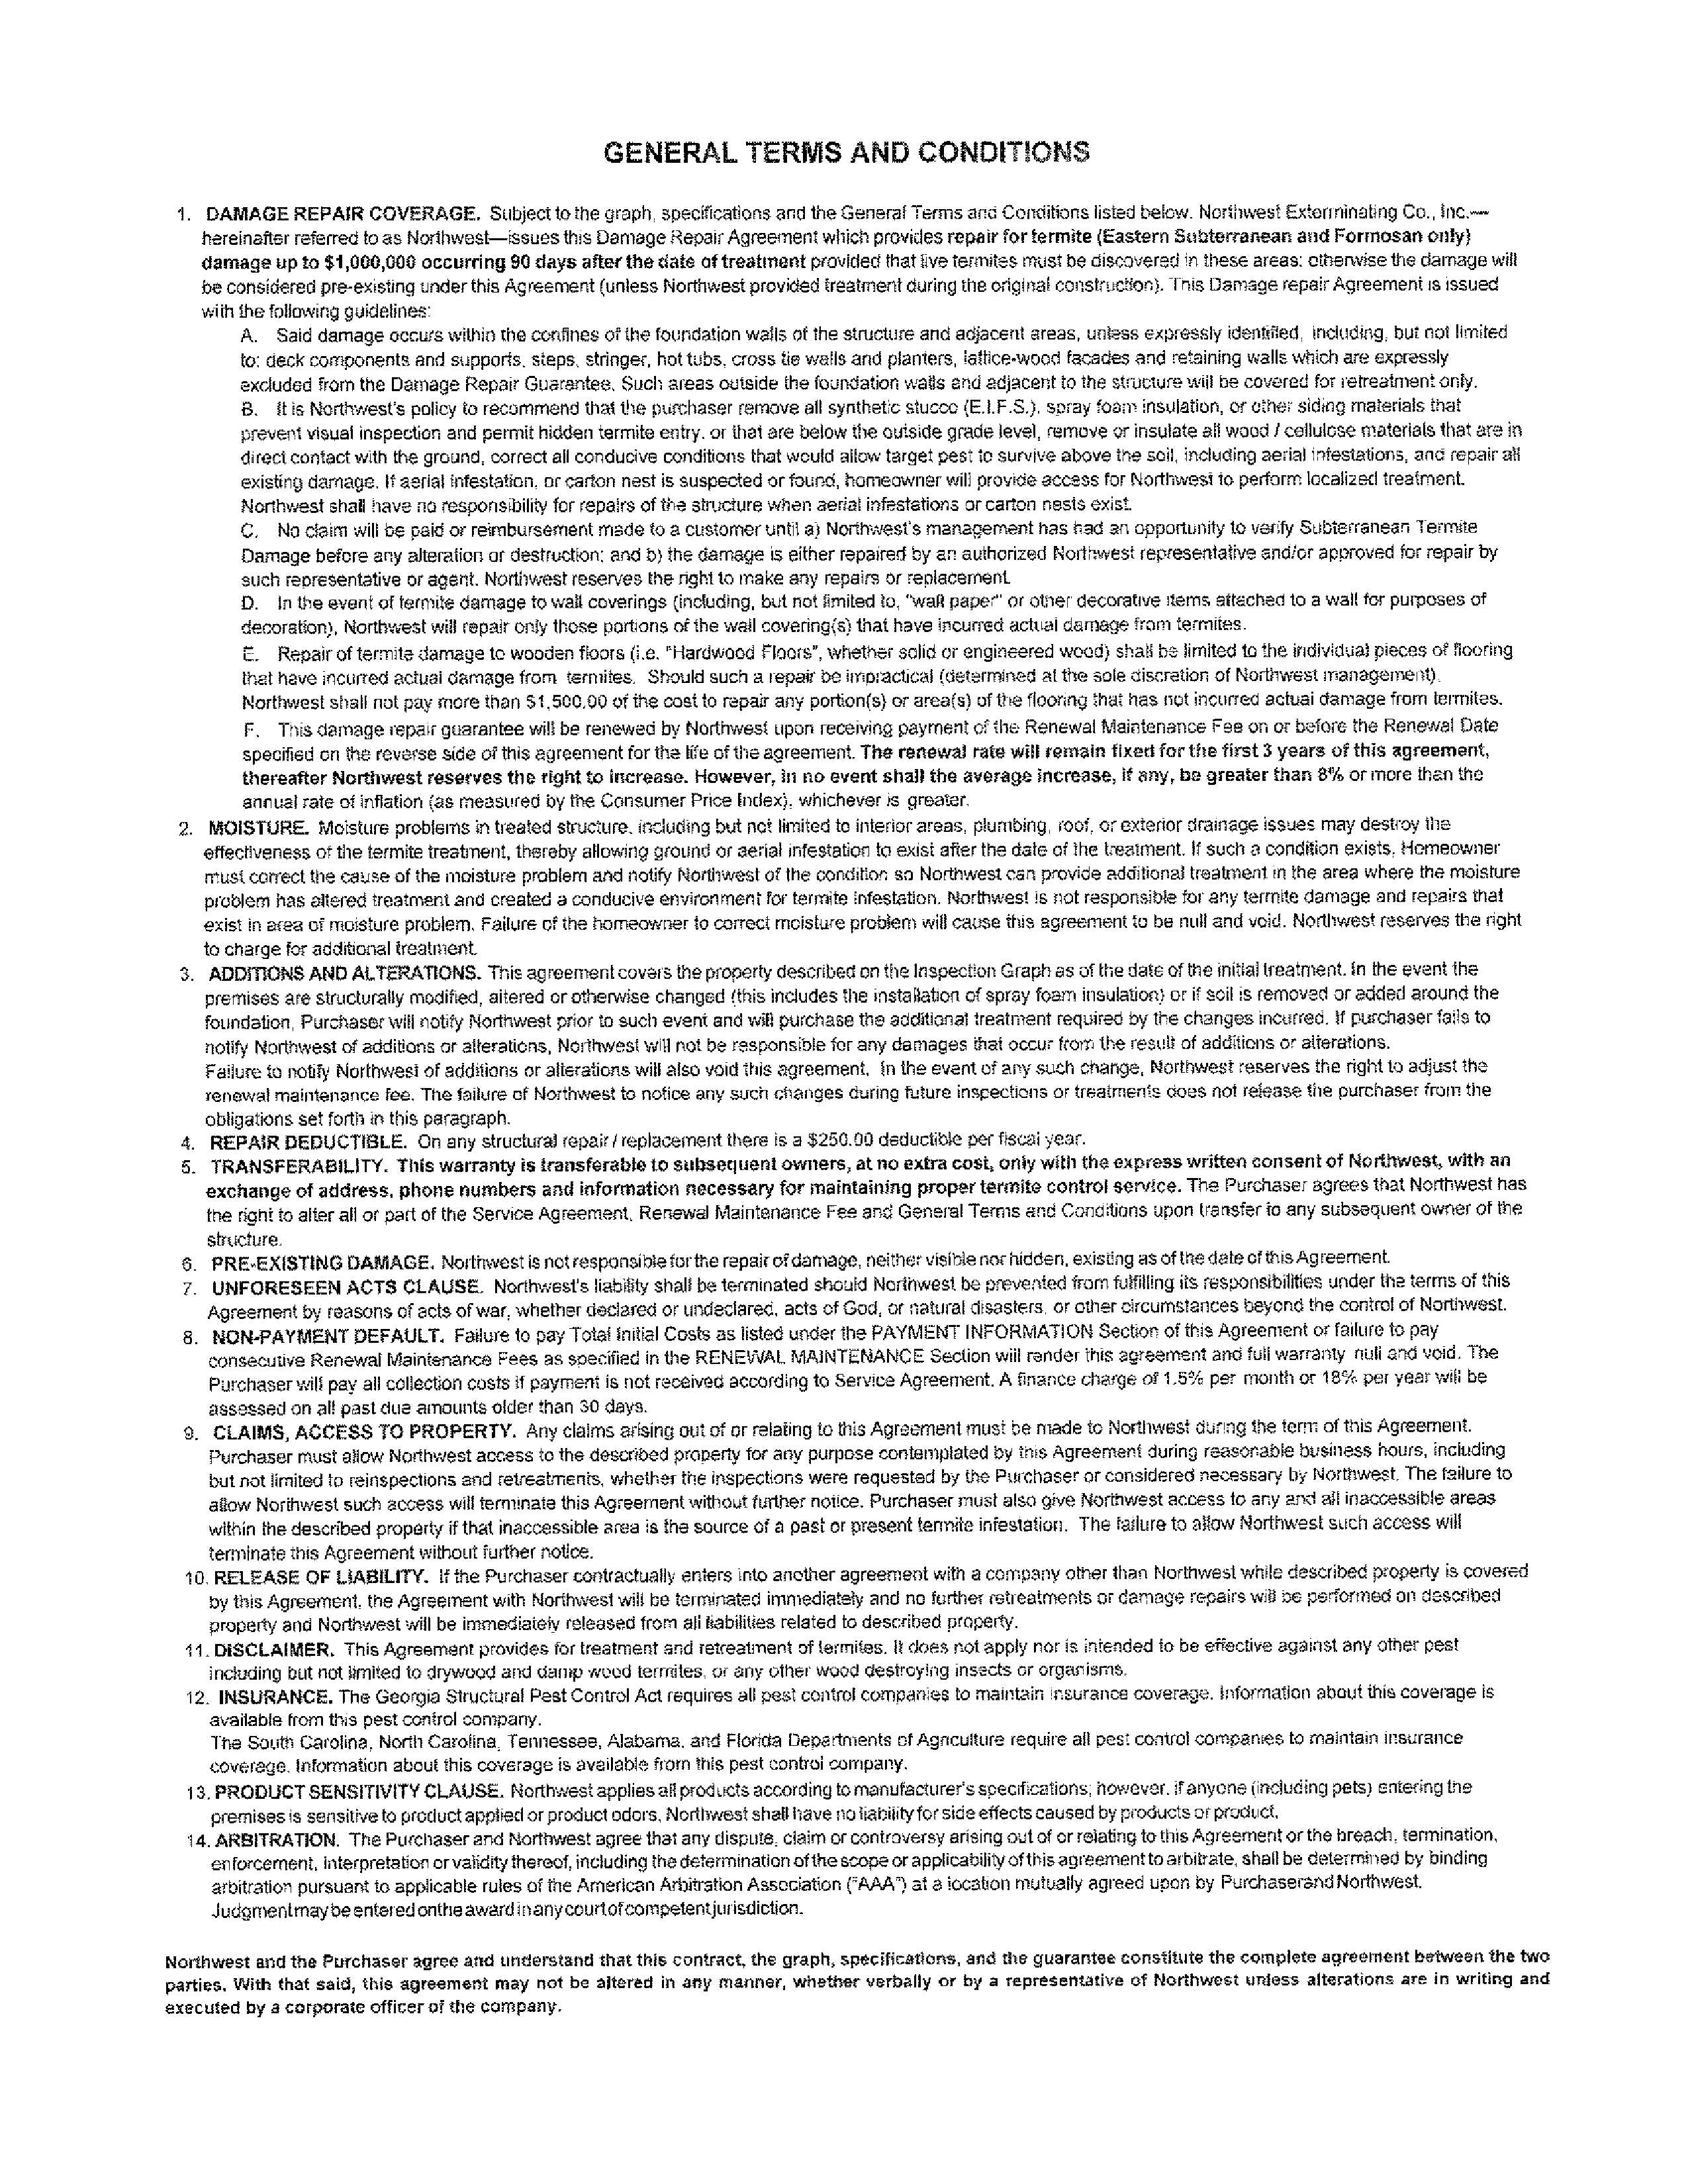 GENERAL TERMS AND CONDITIONS
1. DAMAGE REPAIR COVERAGE. Subject to the graph, specifications and the General Terms and Conditions listed below. Northwest Exterminating Co., Inc.—
hereinafter referred to as Northwest—issues this Damage Repair Agreement which provides repair for termite (Eastern Subterranean and Formosan only)
damage up to $1,000,000 occurring 90 days after the date of treatment provided that live termites must be discovered in these areas: otherwise the damage will
be considered pre-existing under this Agreement (unless Northwest provided treatment during the original construction). This Damage repair Agreement is issued
with the following guidelines:
A. Said damage occurs within the confines of the foundation walls of the structure and adjacent areas, unless expressly identified, including, but not limited
to: deck components and supports, steps, stringer, hot tubs, cross tie walls and planters, lattice-wood facades and retaining walls which are expressly
excluded from the Damage Repair Guarantee. Such areas outside the foundation walls and adjacent to the structure will be covered for retreatment only.
B. It is Northwest's policy to recommend that the purchaser remove all synthetic stucco (E.I.F.S.), spray foam insulation, or other siding materials that
prevent visual inspection and permit hidden termite entry, or that are below the outside grade level, remove or insulate all wood / cellulose materials that are in
direct contact with the ground, correct all conducive conditions that would allow target pest to survive above the soil, including aerial infestations, and repair all
existing damage. If aerial infestation, or carton nest is suspected or found, homeowner will provide access for Northwest to perform localized treatment.
Northwest shall have no responsibility for repairs of the structure when aerial infestations or carton nests exist.
C. No claim will be paid or reimbursement made to a customer until a) Northwest's management has had an opportunity to verify Subterranean Termite
Damage before any alteration or destruction; and b) the damage is either repaired by an authorized Northwest representative and/or approved for repair by
such representative or agent. Northwest reserves the right to make any repairs or replacement.
D. In the event of termite damage to wall coverings (including, but not limited to, "wall paper" or other decorative items attached to a wall for purposes of
decoration), Northwest will repair only those portions of the wall covering(s) that have incurred actual damage from termites.
E. Repair of termite damage to wooden floors (i.e. "Hardwood Floors", whether solid or engineered wood) shall be limited to the individual pieces of flooring
that have incurred actual damage from termites. Should such a repair be impractical (determined at the sole discretion of Northwest management),
Northwest shall not pay more than $1,500.00 of the cost to repair any portion(s) or area(s) of the flooring that has not incurred actual damage from termites.
F. This damage repair guarantee will be renewed by Northwest upon receiving payment of the Renewal Maintenance Fee on or before the Renewal Date
specified on the reverse side of this agreement for the life of the agreement. The renewal rate will remain fixed for the first 3 years of this agreement,
thereafter Northwest reserves the right to increase. However, in no event shall the average increase, if any, be greater than 8% or more than the
annual rate of inflation (as measured by the Consumer Price Index), whichever is greater.
2. MOISTURE. Moisture problems in treated structure, including but not limited to interior areas, plumbing, roof, or exterior drainage issues may destroy the
effectiveness of the termite treatment, thereby allowing ground or aerial infestation to exist after the date of the treatment. If such a condition exists, Homeowner
must correct the cause of the moisture problem and notify Northwest of the condition so Northwest can provide additional treatment in the area where the moisture
problem has altered treatment and created a conducive environment for termite infestation. Northwest is not responsible for any termite damage and repairs that
exist in area of moisture problem. Failure of the homeowner to correct moisture problem will cause this agreement to be null and void. Northwest reserves the right
to charge for additional treatment.
3. ADDITIONS AND ALTERATIONS. This agreement covers the property described on the Inspection Graph as of the date of the initial treatment. In the event the
premises are structurally modified, altered or otherwise changed (this includes the installation of spray foam insulation) or if soil is removed or added around the
foundation, Purchaser will notify Northwest prior to such event and will purchase the additional treatment required by the changes incurred. If purchaser fails to
notify Northwest of additions or alterations, Northwest will not be responsible for any damages that occur from the result of additions or alterations.
Failure to notify Northwest of additions or alterations will also void this agreement. In the event of any such change, Northwest reserves the right to adjust the
renewal maintenance fee. The failure of Northwest to notice any such changes during future inspections or treatments does not release the purchaser from the
obligations set forth in this paragraph.
4. REPAIR DEDUCTIBLE. On any structural repair / replacement there is a $250.00 deductible per fiscal year.
5. TRANSFERABILITY. This warranty is transferable to subsequent owners, at no extra cost, only with the express written consent of Northwest, with an
exchange of address, phone numbers and information necessary for maintaining proper termite control service. The Purchaser agrees that Northwest has
the right to alter all or part of the Service Agreement, Renewal Maintenance Fee and General Terms and Conditions upon transfer to any subsequent owner of the
structure.
6. PRE-EXISTING DAMAGE. Northwest is not responsible for the repair of damage, neither visible nor hidden, existing as of the date of this Agreement.
7. UNFORESEEN ACTS CLAUSE. Northwest's liability shall be terminated should Northwest be prevented from fulfilling its responsibilities under the terms of this
Agreement by reasons of acts of war, whether declared or undeclared, acts of God, or natural disasters, or other circumstances beyond the control of Northwest.
8. NON-PAYMENT DEFAULT. Failure to pay Total Initial Costs as listed under the PAYMENT INFORMATION Section of this Agreement or failure to pay
consecutive Renewal Maintenance Fees as specified in the RENEWAL MAINTENANCE Section will render this agreement and full warranty null and void. The
Purchaser will pay all collection costs if payment is not received according to Service Agreement. A finance charge of 1.5% per month or 18% per year will be
assessed on all past due amounts older than 30 days.
9. CLAIMS, ACCESS TO PROPERTY. Any claims arising out of or relating to this Agreement must be made to Northwest during the term of this Agreement.
Purchaser must allow Northwest access to the described property for any purpose contemplated by this Agreement during reasonable business hours, including
but not limited to reinspections and retreatments, whether the inspections were requested by the Purchaser or considered necessary by Northwest. The failure to
allow Northwest such access will terminate this Agreement without further notice. Purchaser must also give Northwest access to any and all inaccessible areas
within the described property if that inaccessible area is the source of a past or present termite infestation. The failure to allow Northwest such access will
terminate this Agreement without further notice.
10. RELEASE OF LIABILITY. If the Purchaser contractually enters into another agreement with a company other than Northwest while described property is covered
by this Agreement, the Agreement with Northwest will be terminated immediately and no further retreatments or damage repairs will be performed on described
property and Northwest will be immediately released from all liabilities related to described property.
11. DISCLAIMER. This Agreement provides for treatment and retreatment of termites. It does not apply nor is intended to be effective against any other pest
including but not limited to drywood and damp wood termites, or any other wood destroying insects or organisms.
12. INSURANCE. The Georgia Structural Pest Control Act requires all pest control companies to maintain insurance coverage. Information about this coverage is
available from this pest control company.
The South Carolina, North Carolina, Tennessee, Alabama, and Florida Departments of Agriculture require all pest control companies to maintain insurance
coverage. Information about this coverage is available from this pest control company.
13. PRODUCT SENSITIVITY CLAUSE. Northwest applies all products according to manufacturer's specifications; however, if anyone (including pets) entering the
premises is sensitive to product applied or product odors, Northwest shall have no liability for side effects caused by products or product.
14. ARBITRATION. The Purchaser and Northwest agree that any dispute, claim or controversy arising out of or relating to this Agreement or the breach, termination,
enforcement, interpretation or validity thereof, including the determination of the scope or applicability of this agreement to arbitrate, shall be determined by binding
arbitration pursuant to applicable rules of the American Arbitration Association ("AAA") at a location mutually agreed upon by Purchaser and Northwest.
Judgment may be entered on the award in any court of competent jurisdiction.
Northwest and the Purchaser agree and understand that this contract, the graph, specifications, and the guarantee constitute the complete agreement between the two
parties. With that said, this agreement may not be altered in any manner, whether verbally or by a representative of Northwest unless alterations are in writing and
executed by a corporate officer of the company.